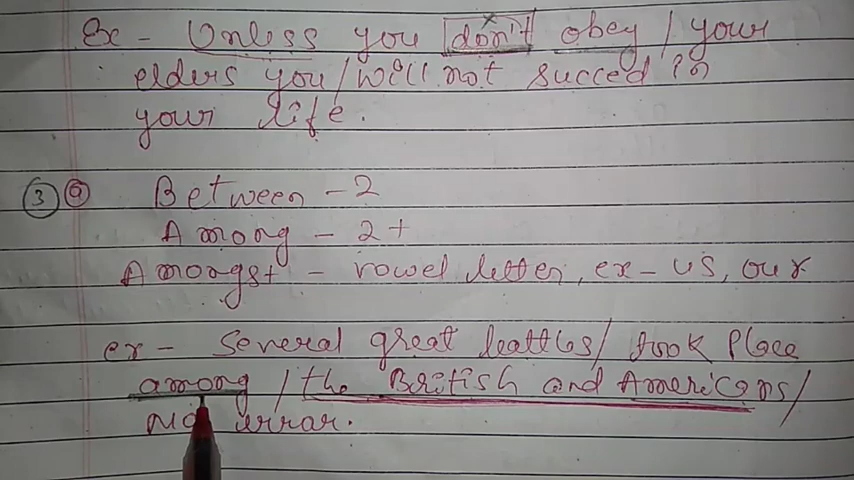 Ex - Unless you don't obey / your
elders you / will not succed in
your life.
3 a Between - 2
Among - 2+
Amongst - vowel letter, ex - us, our
ex - Several great battles / took Place
among / the British and Americans /
No error.